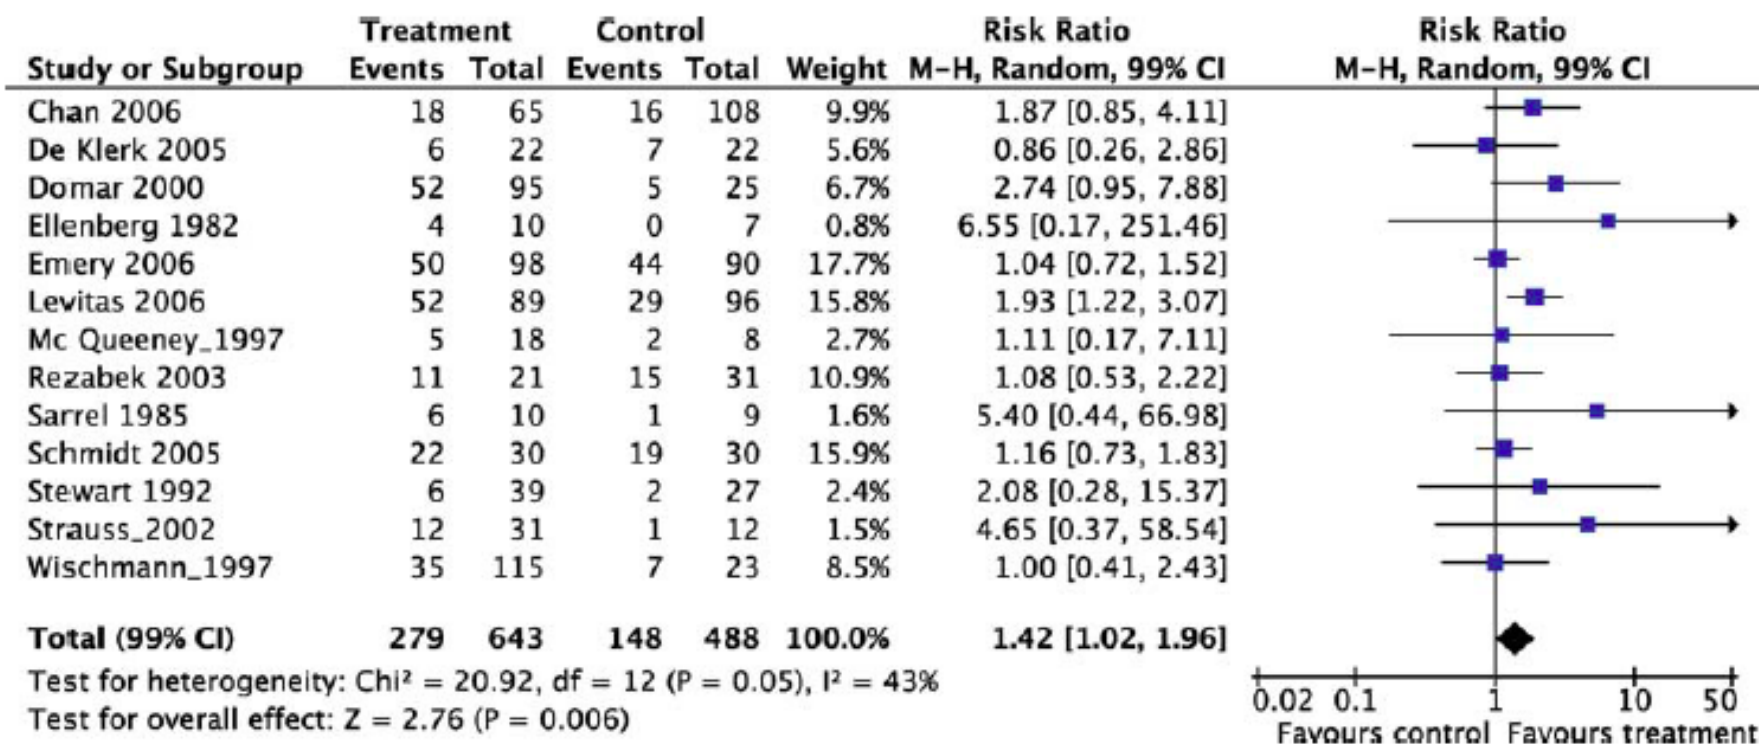 Treatment Control Risk Ratio Risk Ratio
Study or Subgroup Events Total Events Total Weight M-H, Random, 99% CI M-H, Random, 99% CI
Chan 2006 18 65 16 108 9.9% 1.87 [0.85, 4.11]
De Klerk 2005 6 22 7 22 5.6% 0.86 [0.26, 2.86]
Domar 2000 52 95 5 25 6.7% 2.74 [0.95, 7.88]
Ellenberg 1982 4 10 0 7 0.8% 6.55 [0.17, 251.46]
Emery 2006 50 98 44 90 17.7% 1.04 [0.72, 1.52]
Levitas 2006 52 89 29 96 15.8% 1.93 [1.22, 3.07]
Mc Queeney_1997 5 18 2 8 2.7% 1.11 [0.17, 7.11]
Rezabek 2003 11 21 15 31 10.9% 1.08 [0.53, 2.22]
Sarrel 1985 6 10 1 9 1.6% 5.40 [0.44, 66.98]
Schmidt 2005 22 30 19 30 15.9% 1.16 [0.73, 1.83]
Stewart 1992 6 39 2 27 2.4% 2.08 [0.28, 15.37]
Strauss_2002 12 31 1 12 1.5% 4.65 [0.37, 58.54]
Wischmann_1997 35 115 7 23 8.5% 1.00 [0.41, 2.43]
Total (99% CI) 279 643 148 488 100.0% 1.42 [1.02, 1.96]
Test for heterogeneity: Chi² = 20.92, df = 12 (P = 0.05), I² = 43%
Test for overall effect: Z = 2.76 (P = 0.006)
0.02 0.1 1 10 50
Favours control Favours treatment